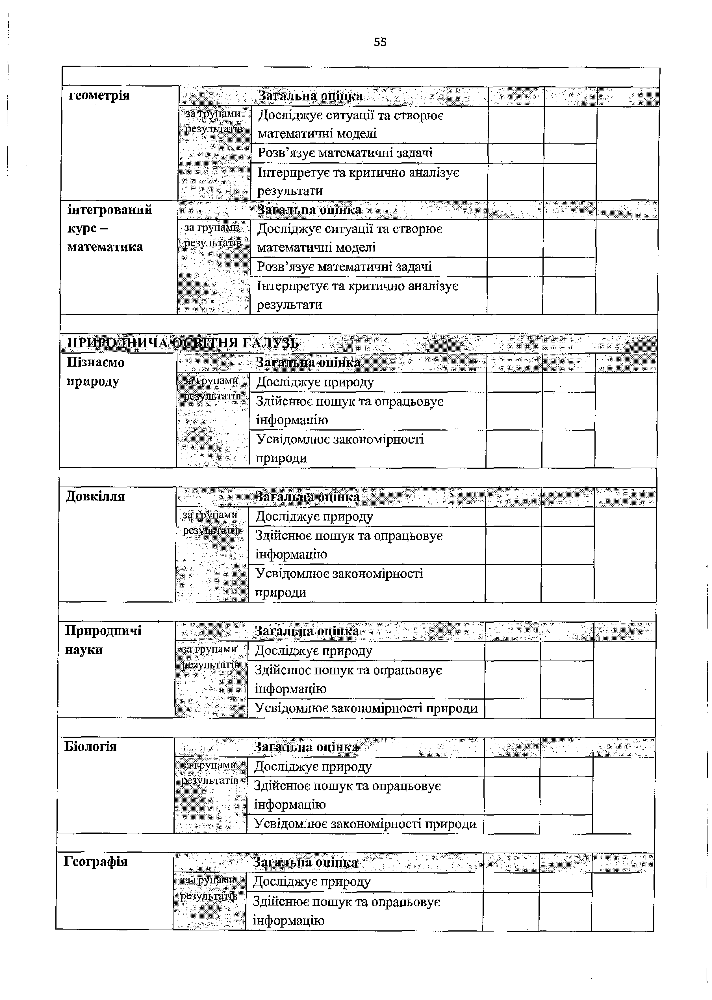 55
геометрія
Загальна оцінка
за групами
результатів
Досліджує ситуації та створює
математичні моделі
Розв’язує математичні задачі
Інтерпретує та критично аналізує
результати
інтегрований
курс –
математика
Загальна оцінка
за групами
результатів
Досліджує ситуації та створює
математичні моделі
Розв’язує математичні задачі
Інтерпретує та критично аналізує
результати
ПРИРОДНИЧА ОСВІТНЯ ГАЛУЗЬ
Пізнаємо
природу
Загальна оцінка
за групами
результатів
Досліджує природу
Здійснює пошук та опрацьовує
інформацію
Усвідомлює закономірності
природи
Довкілля
Загальна оцінка
за групами
результатів
Досліджує природу
Здійснює пошук та опрацьовує
інформацію
Усвідомлює закономірності
природи
Природничі
науки
Загальна оцінка
за групами
результатів
Досліджує природу
Здійснює пошук та опрацьовує
інформацію
Усвідомлює закономірності природи
Біологія
Загальна оцінка
за групами
результатів
Досліджує природу
Здійснює пошук та опрацьовує
інформацію
Усвідомлює закономірності природи
Географія
Загальна оцінка
за групами
результатів
Досліджує природу
Здійснює пошук та опрацьовує
інформацію